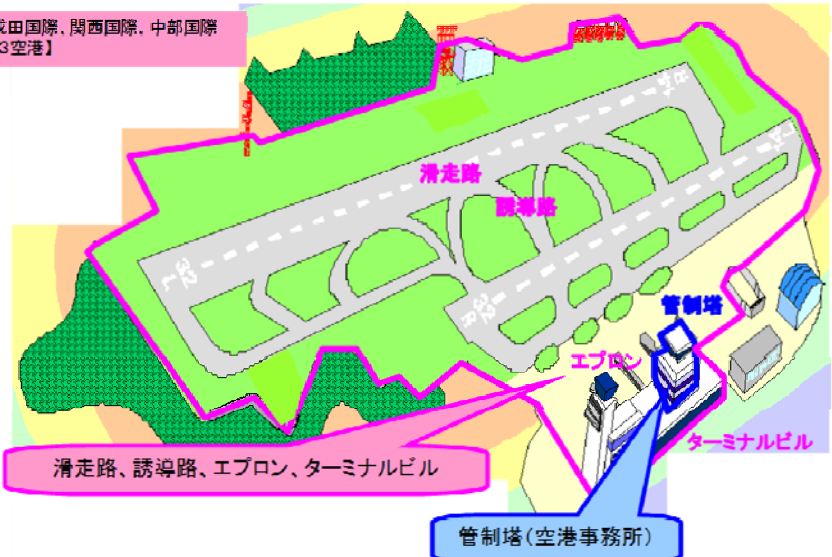 成田国際，関西国際，中部国際
3空港】
滑走路
誘導路
32
L
32
R
管制塔
エプロン
ターミナルビル
滑走路、誘導路、エプロン、ターミナルビル
管制塔（空港事務所）